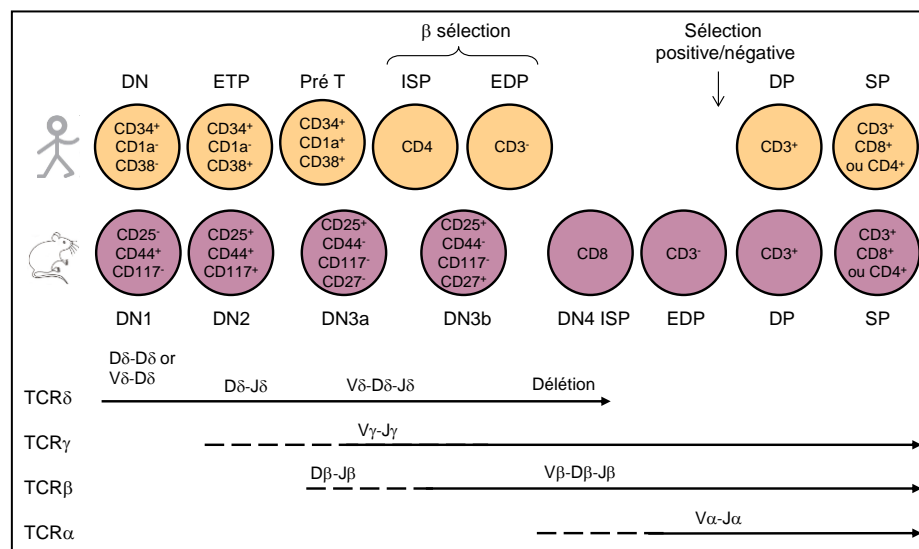 β sélection
Sélection
positive/négative
DN ETP Pré T ISP EDP DP SP
CD34⁺
CD1a⁻
CD38⁻
CD34⁺
CD1a⁻
CD38⁺
CD34⁺
CD1a⁺
CD38⁺
CD4
CD3⁻
CD3⁺
CD3⁺
CD8⁺
ou CD4⁺
CD25⁻
CD44⁺
CD117⁻
CD25⁺
CD44⁺
CD117⁺
CD25⁺
CD44⁻
CD117⁻
CD27⁻
CD25⁺
CD44⁻
CD117⁻
CD27⁺
CD8
CD3⁻
CD3⁺
CD3⁺
CD8⁺
ou CD4⁺
DN1 DN2 DN3a DN3b DN4 ISP EDP DP SP
Dδ-Dδ or
Vδ-Dδ
Dδ-Jδ Vδ-Dδ-Jδ Délétion
TCRδ
Vγ-Jγ
TCRγ
Dβ-Jβ Vβ-Dβ-Jβ
TCRβ
Vα-Jα
TCRα